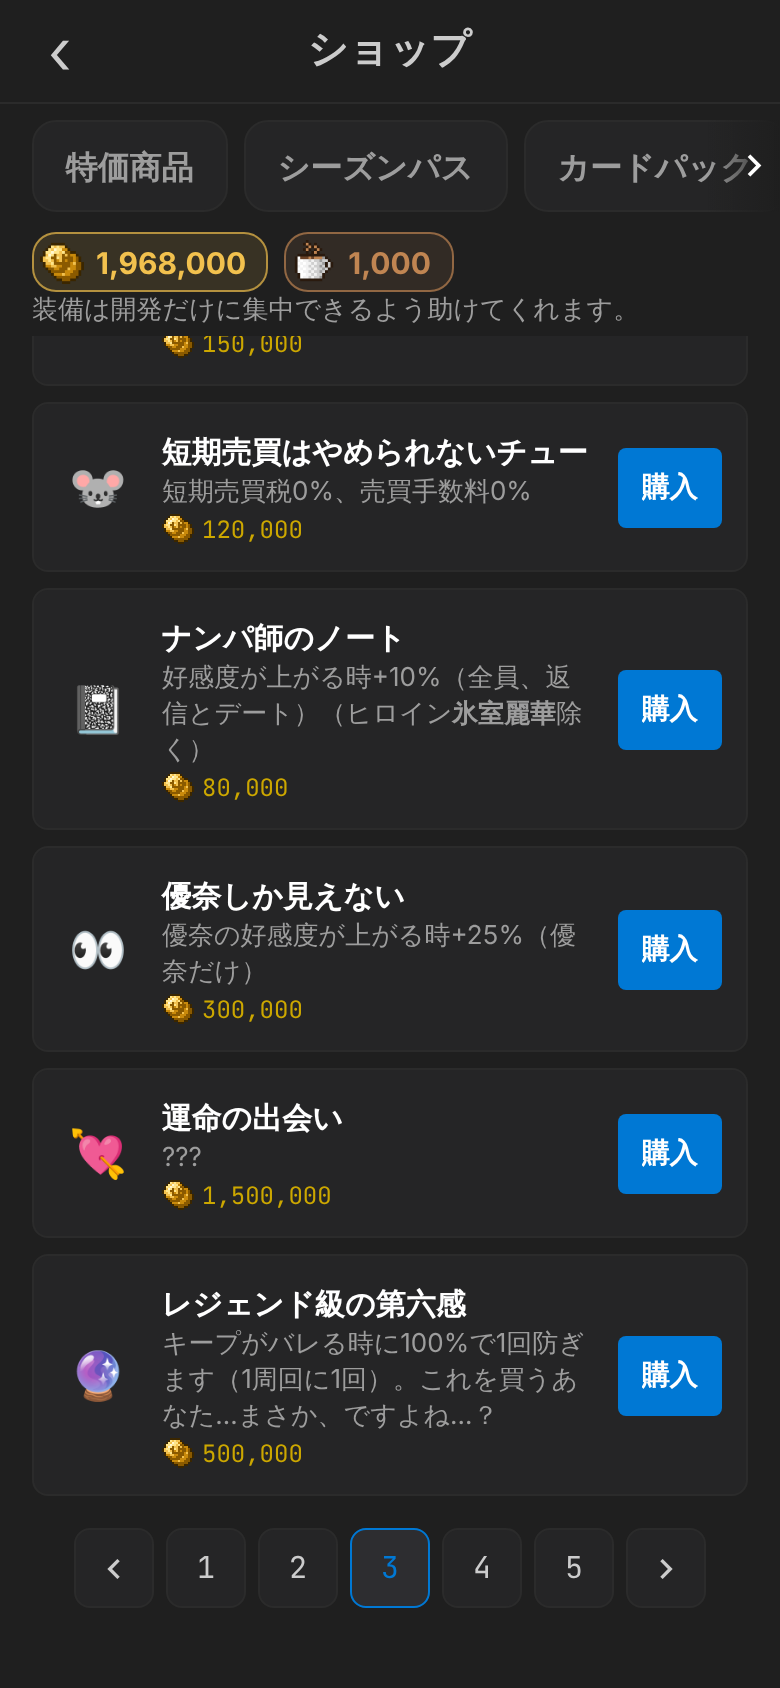 ショップ
特価商品 シーズンパス カードパック
1,968,000 1,000
装備は開発だけに集中できるよう助けてくれます。
150,000
短期売買はやめられないチュー
短期売買税0%、売買手数料0%
120,000
購入
ナンパ師のノート
好感度が上がる時+10%（全員、返
信とデート）（ヒロイン氷室麗華除
く）
80,000
購入
優奈しか見えない
優奈の好感度が上がる時+25%（優
奈だけ）
300,000
購入
運命の出会い
???
1,500,000
購入
レジェンド級の第六感
キープがバレる時に100%で1回防ぎ
ます（1周回に1回）。これを買うあ
なた...まさか、ですよね...？
500,000
購入
1 2 3 4 5